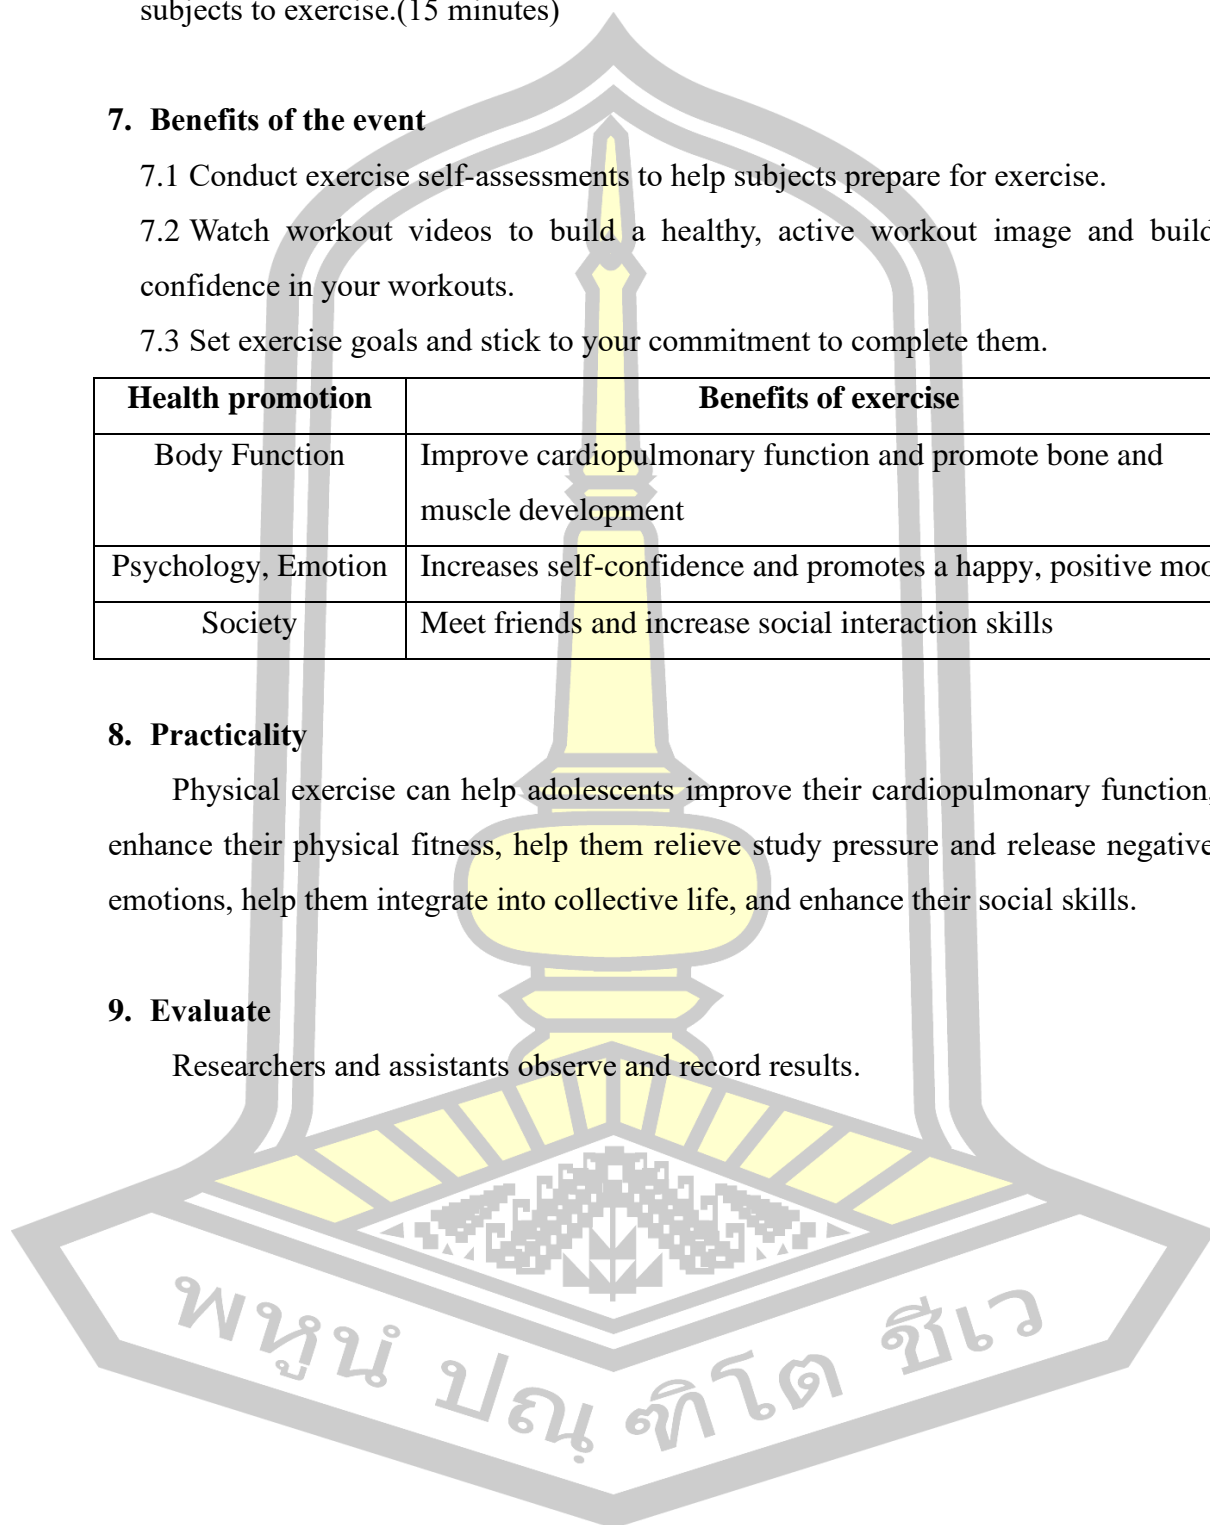 subjects to exercise.(15 minutes)
7. Benefits of the event
7.1 Conduct exercise self-assessments to help subjects prepare for exercise.
7.2 Watch workout videos to build a healthy, active workout image and build
confidence in your workouts.
7.3 Set exercise goals and stick to your commitment to complete them.
Health promotion Benefits of exercise
Body Function Improve cardiopulmonary function and promote bone and
muscle development
Psychology, Emotion Increases self-confidence and promotes a happy, positive
Society Meet friends and increase social interaction skills
8. Practicality
Physical exercise can help adolescents improve their cardiopulmonary function,
enhance their physical fitness, help them relieve study pressure and release negative
emotions, help them integrate into collective life, and enhance their social skills.
9. Evaluate
Researchers and assistants observe and record results.
พหูนํ ปณฺฑิโต ชีเว